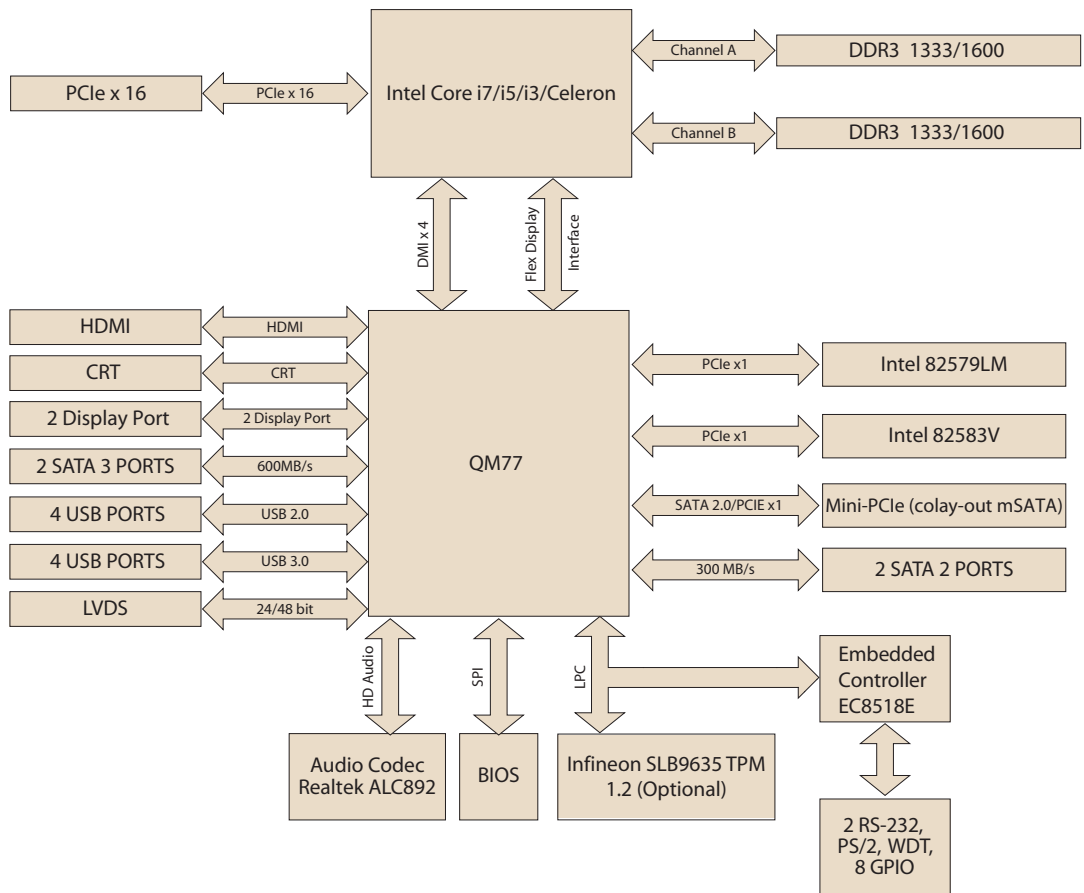 PCIe x 16
PCIe x 16
Intel Core i7/i5/i3/Celeron
Channel A
DDR3 1333/1600
Channel B
DDR3 1333/1600
DMI x 4
Flex Display
Interface
HDMI
HDMI
CRT
CRT
2 Display Port
2 Display Port
2 SATA 3 PORTS
600MB/s
4 USB PORTS
USB 2.0
4 USB PORTS
USB 3.0
LVDS
24/48 bit
QM77
PCIe x1
Intel 82579LM
PCIe x1
Intel 82583V
SATA 2.0/PCIE x1
Mini-PCIe (colay-out mSATA)
300 MB/s
2 SATA 2 PORTS
HD Audio
SPI
LPC
Embedded
Controller
EC8518E
Audio Codec
Realtek ALC892
BIOS
Infineon SLB9635 TPM
1.2 (Optional)
2 RS-232,
PS/2, WDT,
8 GPIO